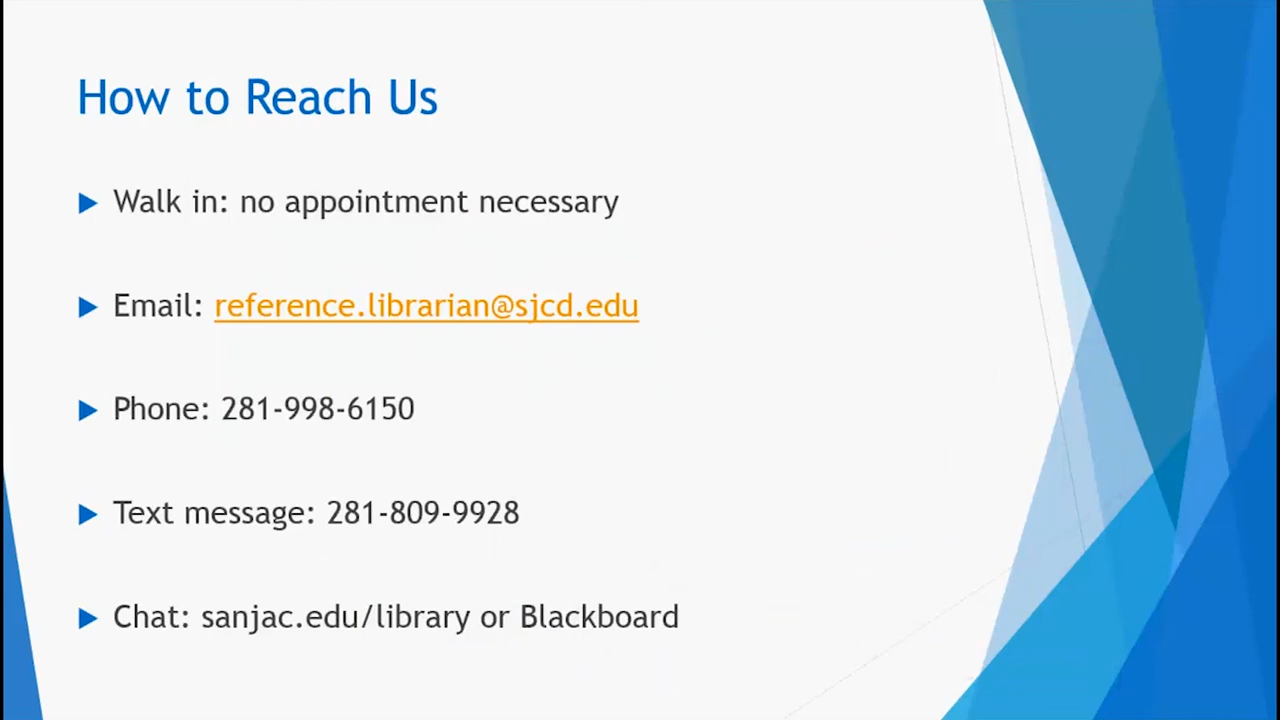 How to Reach Us
Walk in: no appointment necessary
Email: reference.librarian@sjcd.edu
Phone: 281-998-6150
Text message: 281-809-9928
Chat: sanjac.edu/library or Blackboard